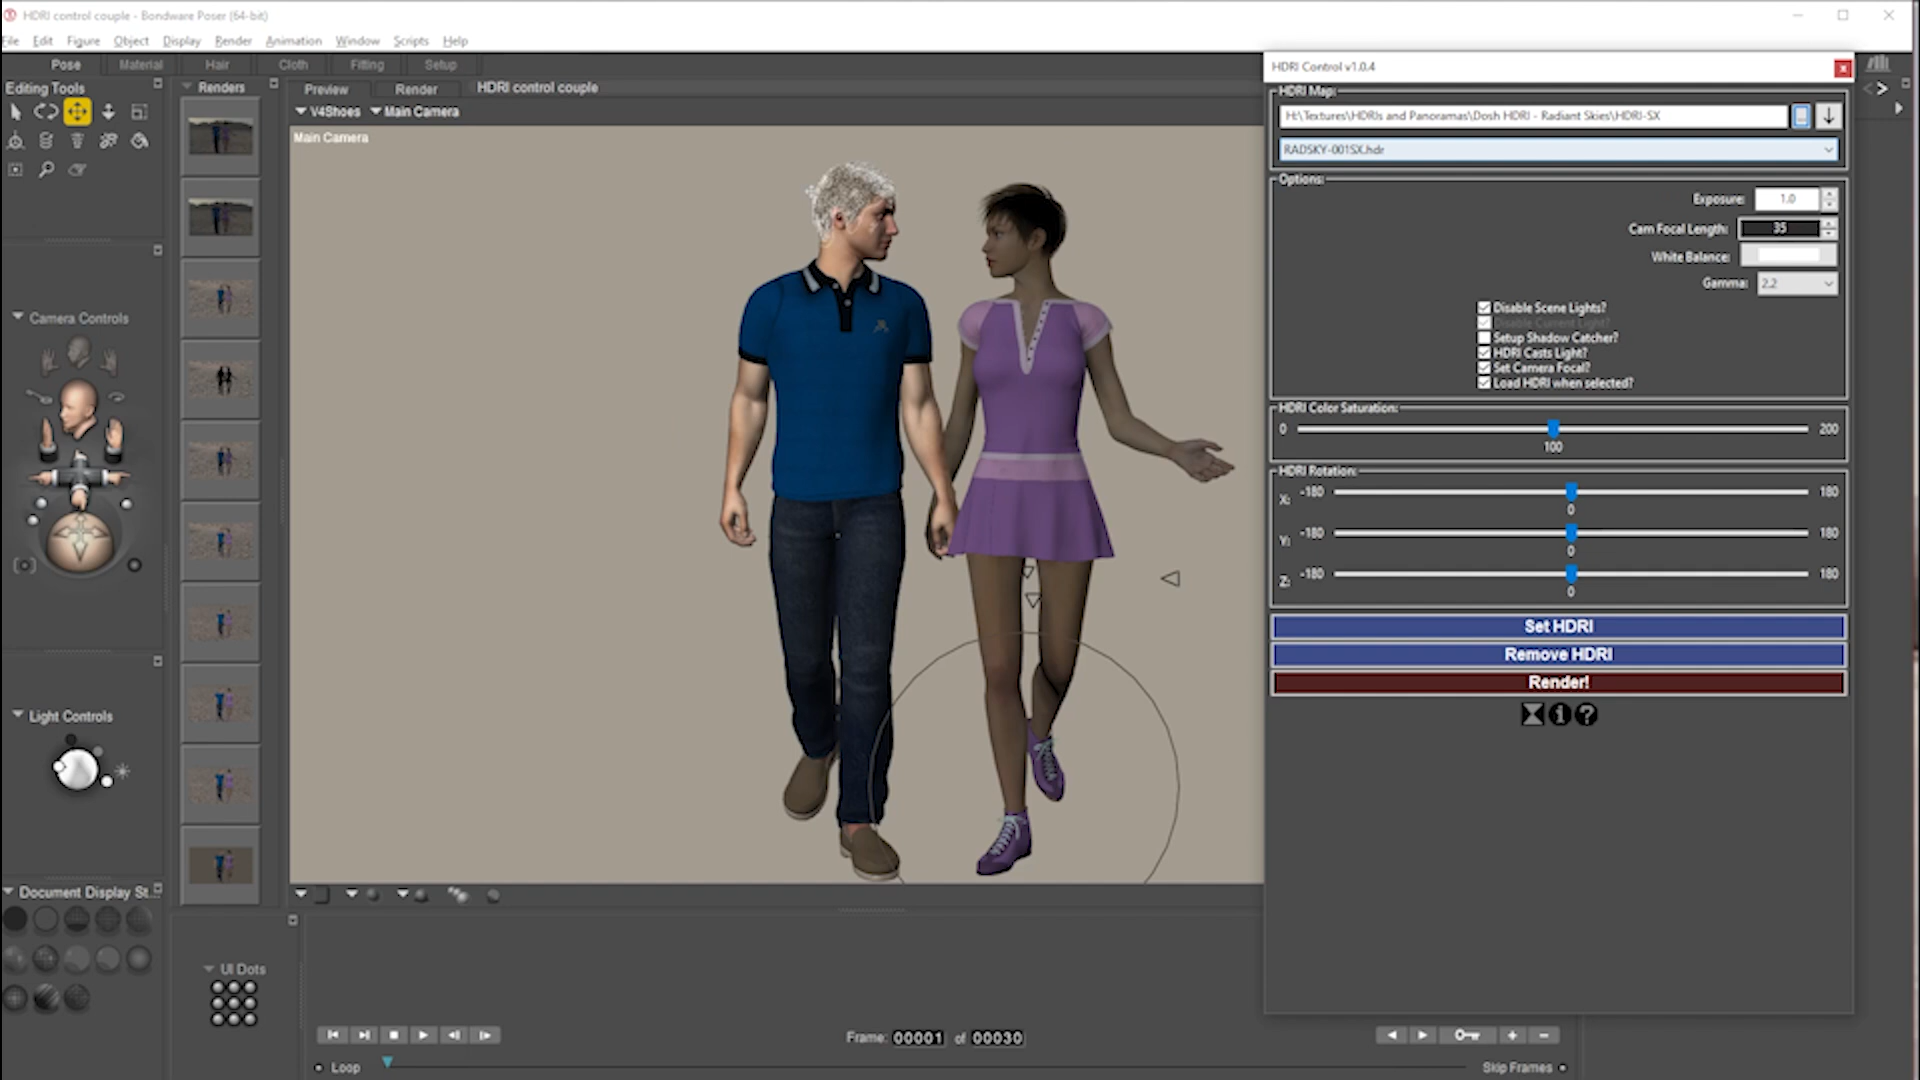 HDRI control couple - Bondware Poser (64-bit)
File Edit Figure Object Display Render Animation Window Scripts Help
Pose Material Hair Cloth Fitting Setup
Editing Tools
Renders
Preview Render HDRI control couple
V4Shoes Main Camera
Main Camera
Camera Controls
Light Controls
Document Display St...
UI Dots
Frame: 00001 of 00030
Loop
Skip Frames
HDRI Control v1.0.4
HDRI Map:
H:\Textures\HDRIs and Panoramas\Dosh HDRI - Radiant Skies\HDRI-SX
RADSKY-001SX.hdr
Options:
Exposure: 1.0
Cam Focal Length: 35
White Balance:
Gamma: 2.2
Disable Scene Lights?
Disable Current Light?
Setup Shadow Catcher?
HDRI Casts Light?
Set Camera Focal?
Load HDRI when selected?
HDRI Color Saturation:
0 200
100
HDRI Rotation:
X: -180 180
0
Y: -180 180
0
Z: -180 180
0
Set HDRI
Remove HDRI
Render!